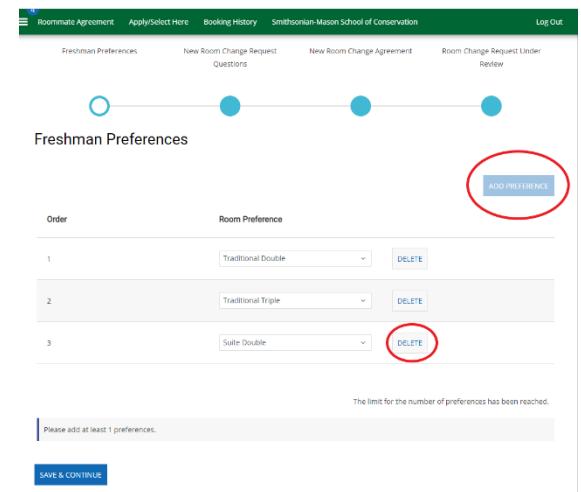 4
Roommate Agreement Apply/Select Here Booking History Smithsonian-Mason School of Conservation Log Out
Freshman Preferences New Room Change Request Questions New Room Change Agreement Room Change Request Under Review
Freshman Preferences
ADD PREFERENCE
Order Room Preference
1 Traditional Double DELETE
2 Traditional Triple DELETE
3 Suite Double DELETE
The limit for the number of preferences has been reached.
Please add at least 1 preferences.
SAVE & CONTINUE